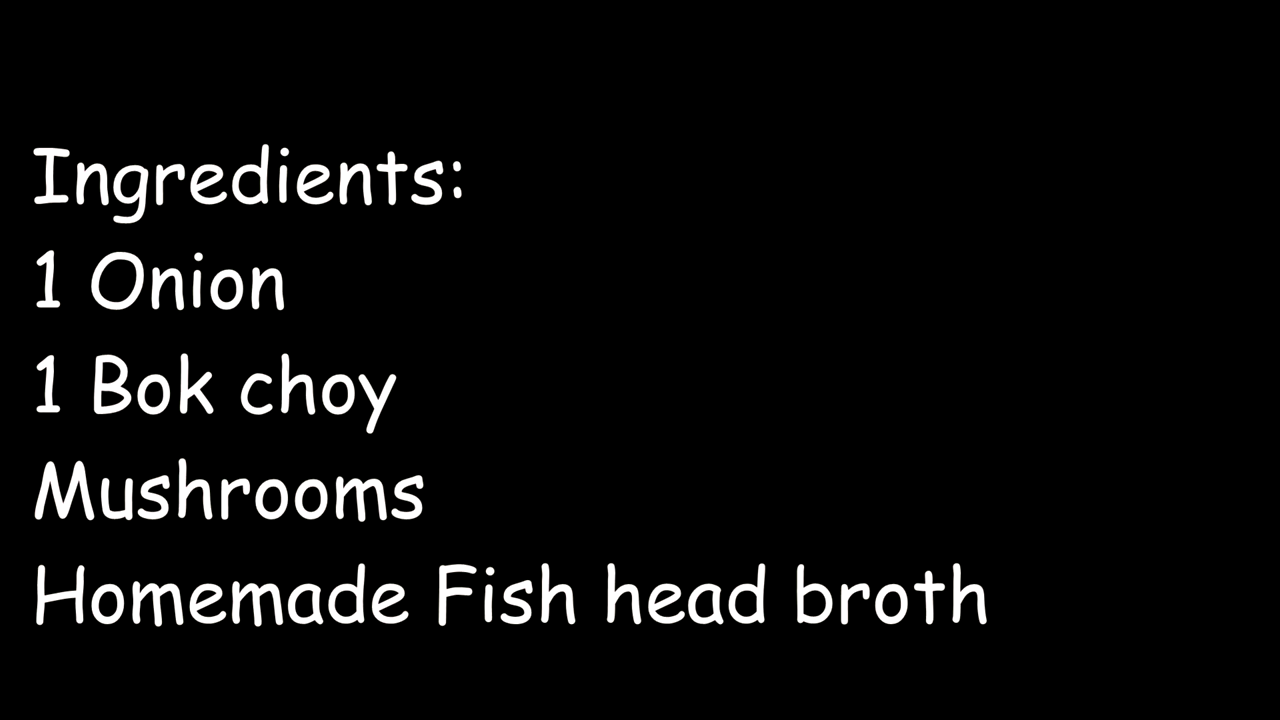 Ingredients:
1 Onion
1 Bok choy
Mushrooms
Homemade Fish head broth